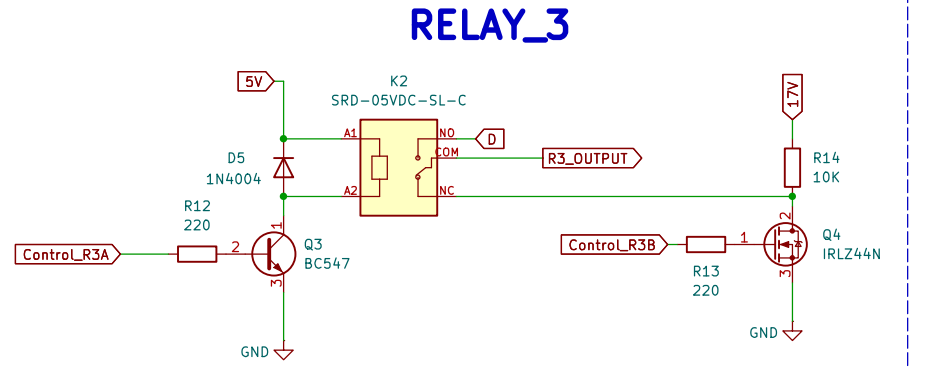 RELAY_3
5V
K2
SRD-05VDC-SL-C
17V
A1
NO
D
COM
R3_OUTPUT
D5
1N4004
A2
NC
R14
10K
R12
220
1
2
Q3
BC547
3
Control_R3A
GND
Control_R3B
R13
220
1
2
Q4
IRLZ44N
3
GND